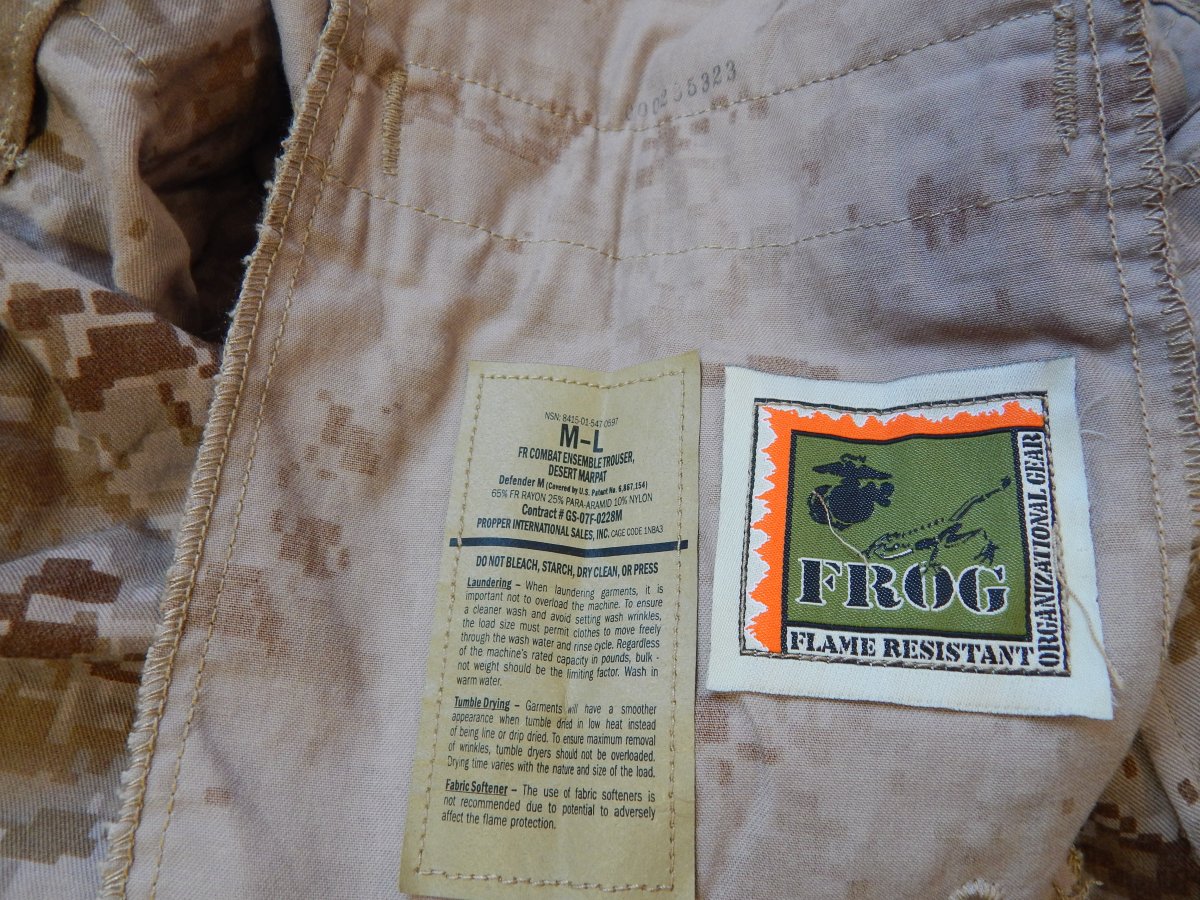 000255323
NSN: 8415-01-547 0597
M-L
FR COMBAT ENSEMBLE TROUSER,
DESERT MARPAT
Defender M (Covered by U.S. Patent No. 6,867,154)
65% FR RAYON 25% PARA-ARAMID 10% NYLON
Contract # GS-07F-0228M
PROPPER INTERNATIONAL SALES, INC. CAGE CODE 1NBA3
DO NOT BLEACH, STARCH, DRY CLEAN, OR PRESS
Laundering – When laundering garments, it is
important not to overload the machine. To ensure
a cleaner wash and avoid setting wash wrinkles,
the load size must permit clothes to move freely
through the wash water and rinse cycle. Regardless
of the machine's rated capacity in pounds, bulk -
not weight should be the limiting factor. Wash in
warm water.
Tumble Drying – Garments will have a smoother
appearance when tumble dried in low heat instead
of being line or drip dried. To ensure maximum removal
of wrinkles, tumble dryers should not be overloaded.
Drying time varies with the nature and size of the load.
Fabric Softener – The use of fabric softeners is
not recommended due to potential to adversely
affect the flame protection.
FROG
FLAME RESISTANT
ORGANIZATIONAL GEAR